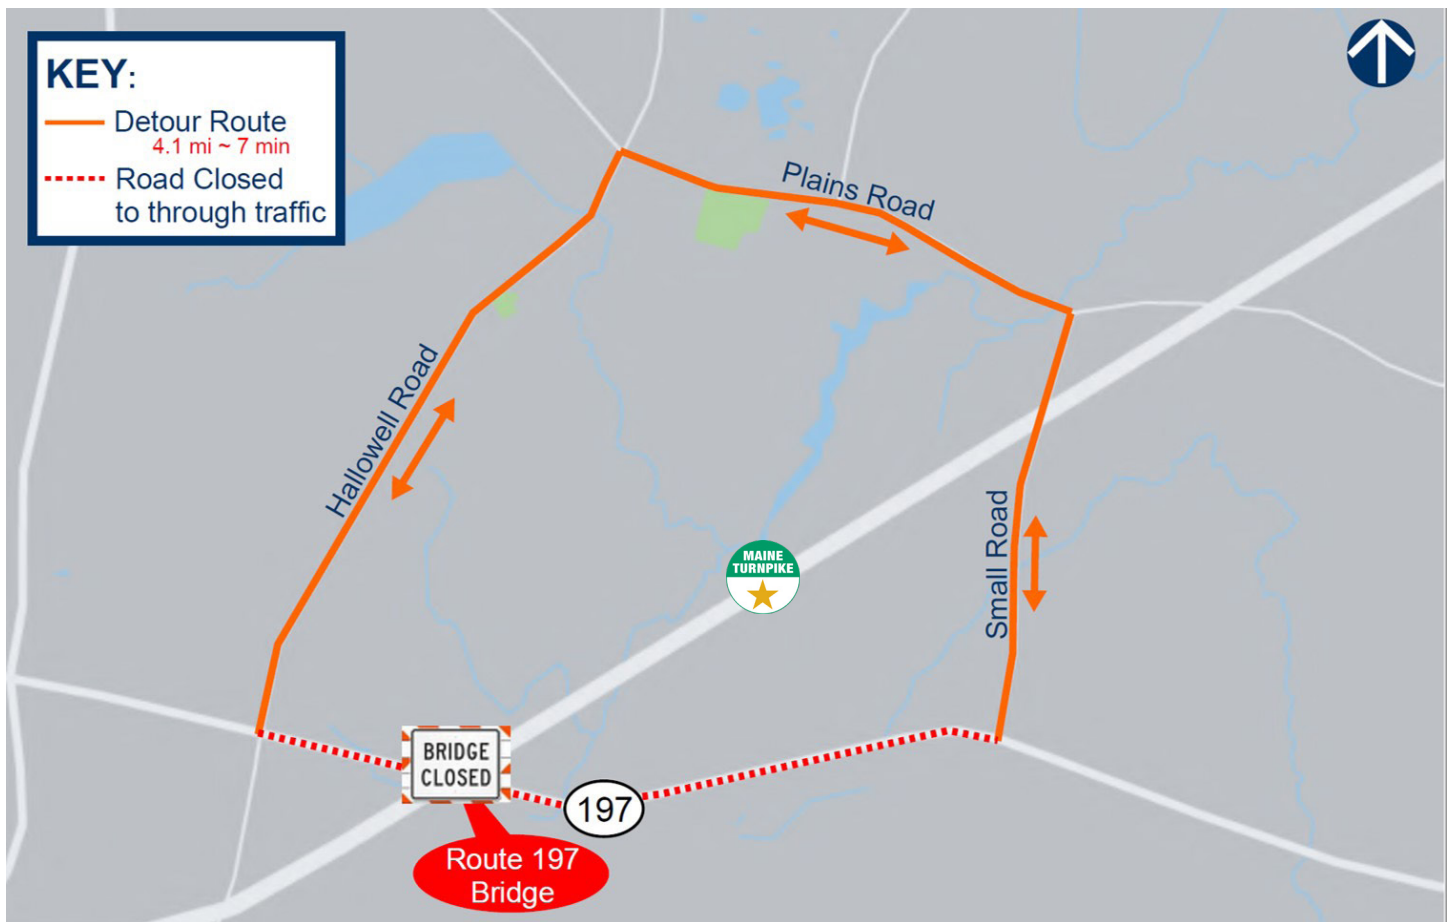 KEY:
Detour Route
4.1 mi ~ 7 min
Road Closed
to through traffic
Plains Road
Hallowell Road
Small Road
MAINE
TURNPIKE
BRIDGE
CLOSED
197
Route 197
Bridge